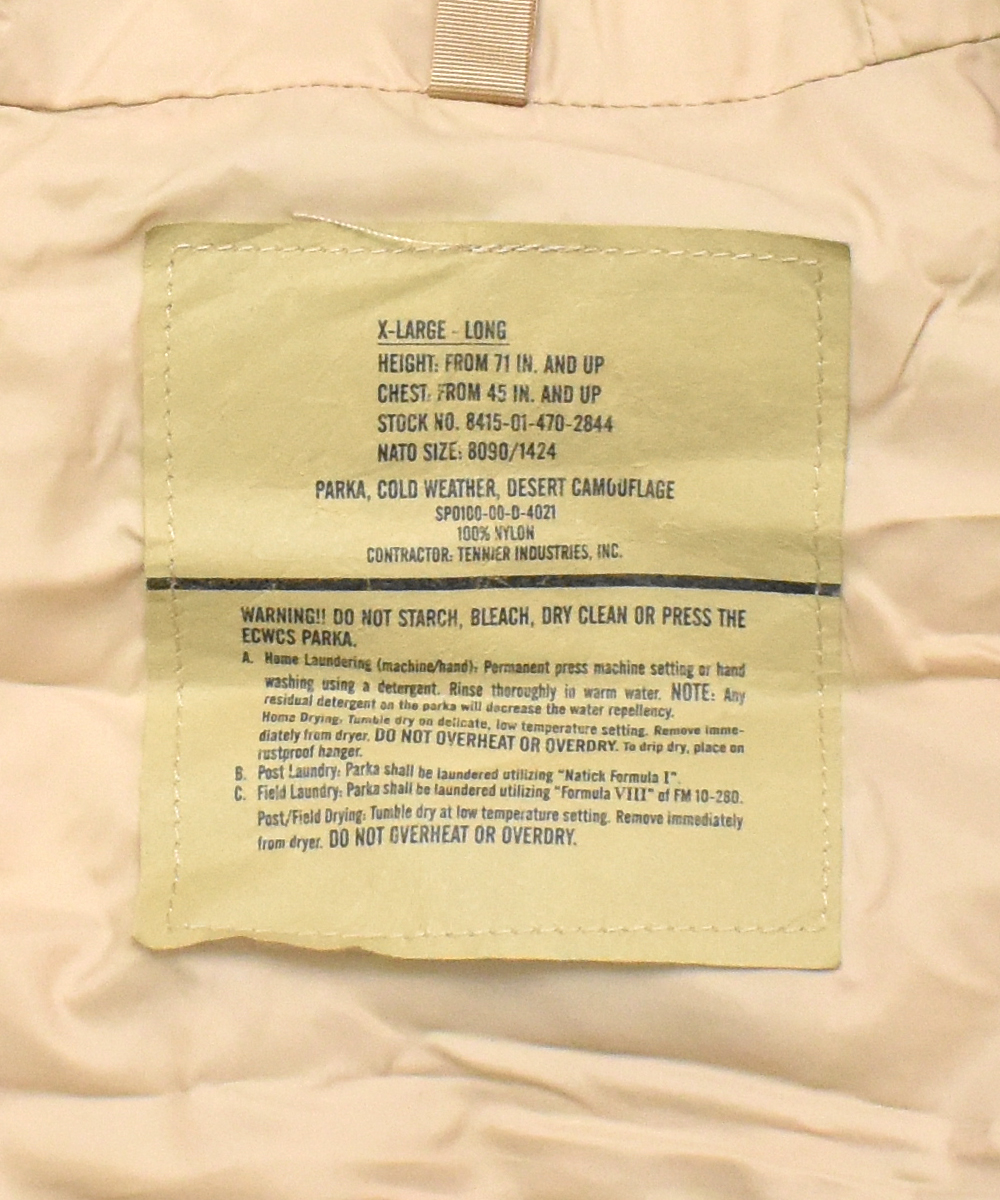 X-LARGE - LONG
HEIGHT: FROM 71 IN. AND UP
CHEST: FROM 45 IN. AND UP
STOCK NO. 8415-01-470-2844
NATO SIZE: 8090/1424
PARKA, COLD WEATHER, DESERT CAMOUFLAGE
SP0100-00-D-4021
100% NYLON
CONTRACTOR: TENNIER INDUSTRIES, INC.
WARNING!! DO NOT STARCH, BLEACH, DRY CLEAN OR PRESS THE
ECWCS PARKA.
A. Home Laundering (machine/hand): Permanent press machine setting or hand
washing using a detergent. Rinse thoroughly in warm water. NOTE: Any
residual detergent on the parka will decrease the water repellency.
Home Drying: Tumble dry on delicate, low temperature setting. Remove imme-
diately from dryer. DO NOT OVERHEAT OR OVERDRY. To drip dry, place on
rustproof hanger.
B. Post Laundry: Parka shall be laundered utilizing "Natick Formula I".
C. Field Laundry: Parka shall be laundered utilizing "Formula VIII" of FM 10-280.
Post/Field Drying: Tumble dry at low temperature setting. Remove immediately
from dryer. DO NOT OVERHEAT OR OVERDRY.